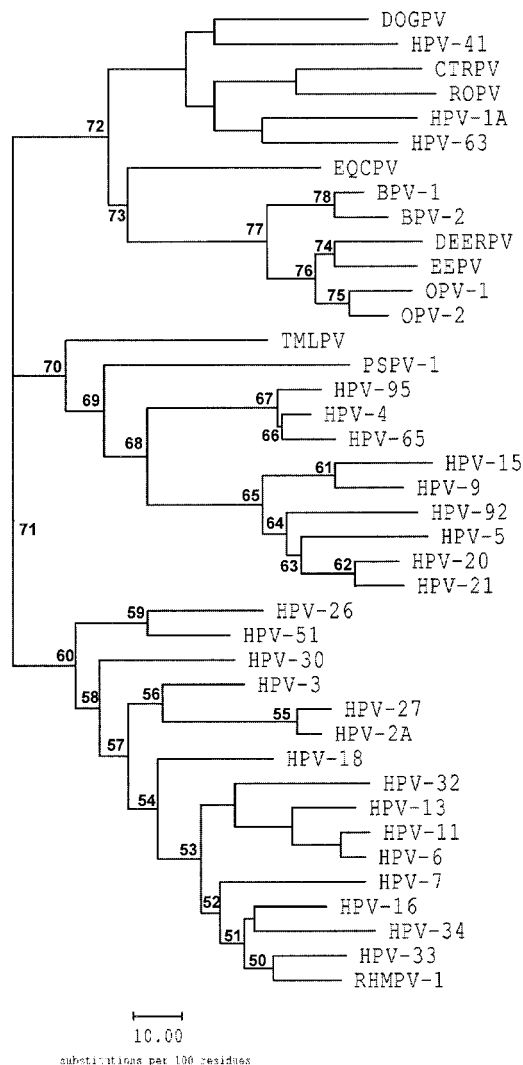 DOGPV
HPV-41
72
CTRPV
ROPV
HPV-1A
HPV-63
EQCPV
73
78
BPV-1
BPV-2
77
74
DEERPV
EEPV
76
75
OPV-1
OPV-2
TMLPV
70
PSPV-1
69
67
HPV-95
HPV-4
66
HPV-65
68
61
HPV-15
HPV-9
65
HPV-92
64
HPV-5
63
62
HPV-20
HPV-21
71
59
HPV-26
HPV-51
60
HPV-30
58
56
HPV-3
55
HPV-27
HPV-2A
57
HPV-18
54
HPV-32
HPV-13
HPV-11
53
HPV-6
HPV-7
52
HPV-16
51
HPV-34
50
HPV-33
RHMPV-1
10.00
substitutions per 100 residues